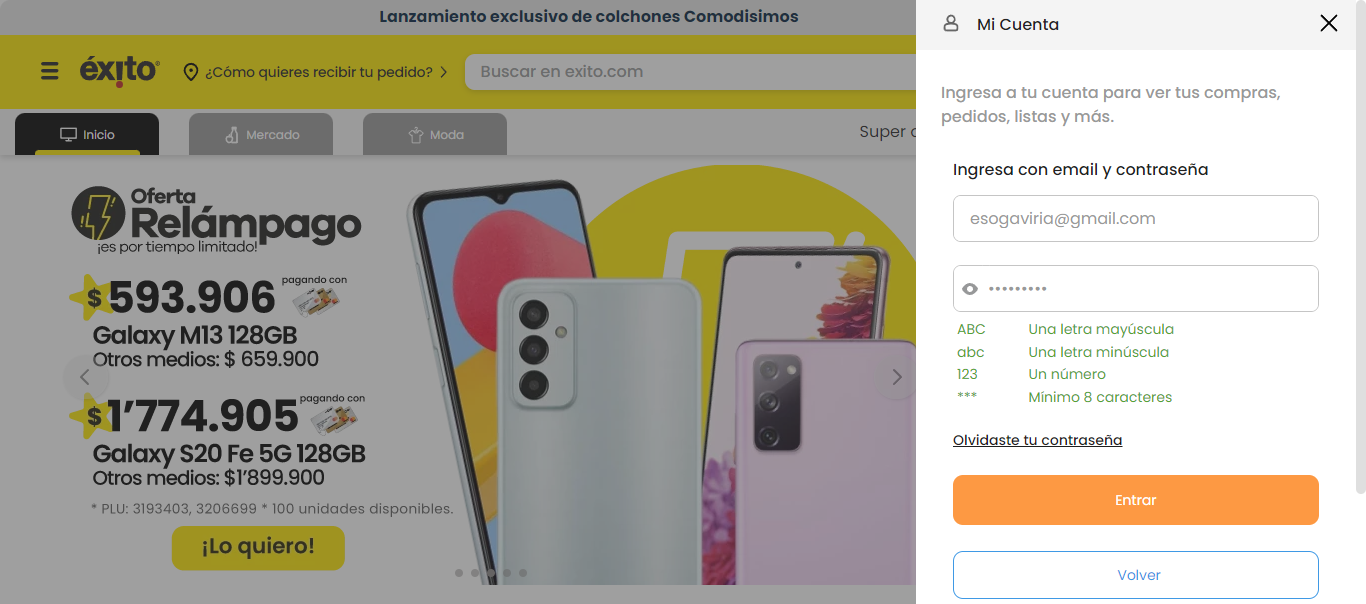 Lanzamiento exclusivo de colchones Comodisimos
éxito
¿Cómo quieres recibir tu pedido?
Buscar en exito.com
Inicio
Mercado
Moda
Super
Oferta
Relámpago
¡es por tiempo limitado!
$593.906
pagando con
Galaxy M13 128GB
Otros medios: $ 659.900
$1’774.905
pagando con
Galaxy S20 Fe 5G 128GB
Otros medios: $1’899.900
* PLU: 3193403, 3206699 * 100 unidades disponibles.
¡Lo quiero!
Mi Cuenta
Ingresa a tu cuenta para ver tus compras,
pedidos, listas y más.
Ingresa con email y contraseña
esogaviria@gmail.com
•••••••••
ABC Una letra mayúscula
abc Una letra minúscula
123 Un número
*** Mínimo 8 caracteres
Olvidaste tu contraseña
Entrar
Volver